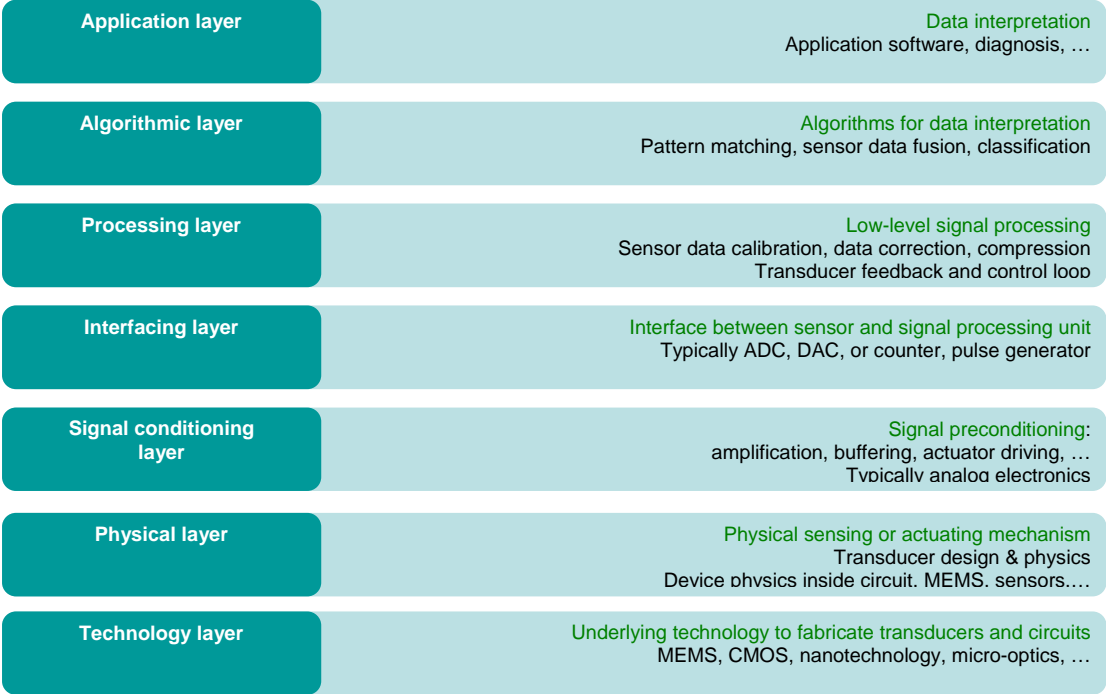 Application layer
Data interpretation
Application software, diagnosis, …
Algorithmic layer
Algorithms for data interpretation
Pattern matching, sensor data fusion, classification
Processing layer
Low-level signal processing
Sensor data calibration, data correction, compression
Transducer feedback and control loop
Interfacing layer
Interface between sensor and signal processing unit
Typically ADC, DAC, or counter, pulse generator
Signal conditioning
layer
Signal preconditioning:
amplification, buffering, actuator driving, …
Typically analog electronics
Physical layer
Physical sensing or actuating mechanism
Transducer design & physics
Device physics inside circuit, MEMS, sensors,…
Technology layer
Underlying technology to fabricate transducers and circuits
MEMS, CMOS, nanotechnology, micro-optics, …